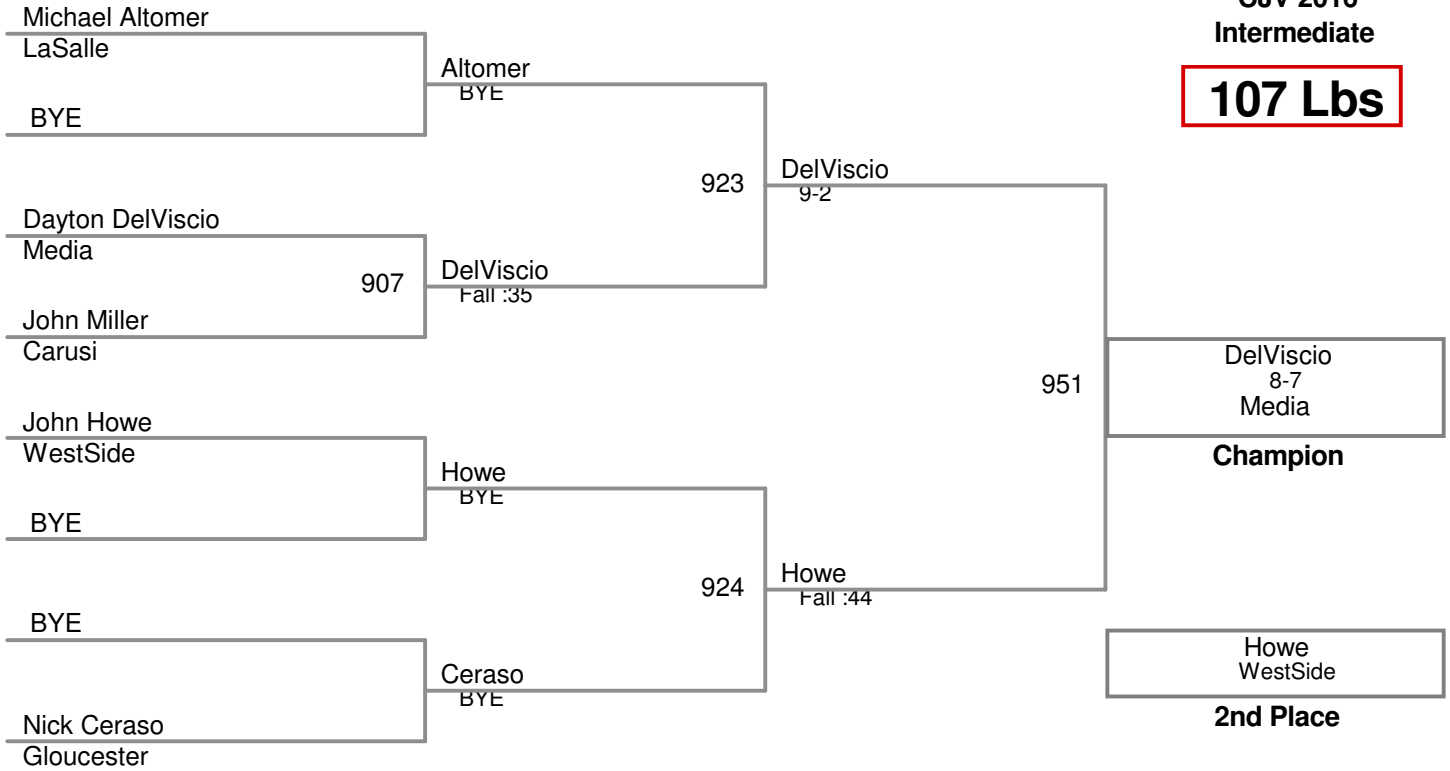 Michael Altomer
LaSalle
BYE
Dayton DelViscio
Media
907
John Miller
Carusi
John Howe
WestSide
BYE
BYE
Nick Ceraso
Gloucester
Altomer
BYE
923
DelViscio
Fall :35
Howe
BYE
924
Ceraso
BYE
DelViscio
9-2
951
Howe
Fall :44
2016
Intermediate
107 Lbs
DelViscio
8-7
Media
Champion
Howe
WestSide
2nd Place